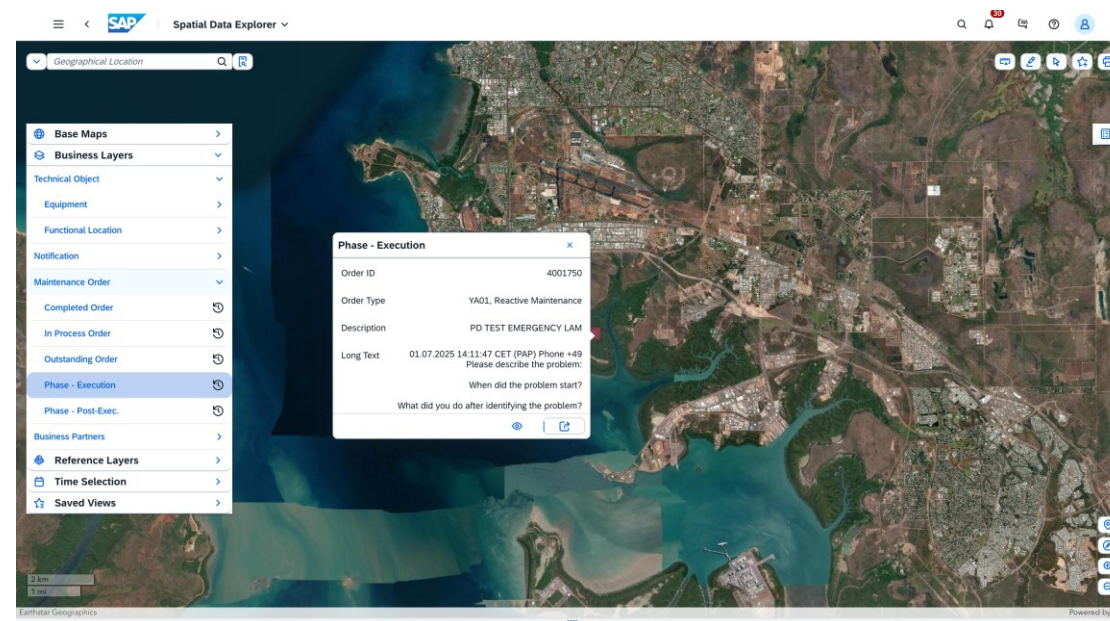 SAP
Spatial Data Explorer
30
Geographical Location
Base Maps
Business Layers
Technical Object
Equipment
Functional Location
Notification
Maintenance Order
Completed Order
In Process Order
Outstanding Order
Phase - Execution
Phase - Post-Exec.
Business Partners
Reference Layers
Time Selection
Saved Views
Phase - Execution
Order ID 4001750
Order Type YA01, Reactive Maintenance
Description PD TEST EMERGENCY LAM
Long Text 01.07.2025 14:11:47 CET (PAP) Phone +49
Please describe the problem:
When did the problem start?
What did you do after identifying the problem?
2 km
1 mi
Earthstar Geographics
Powered by